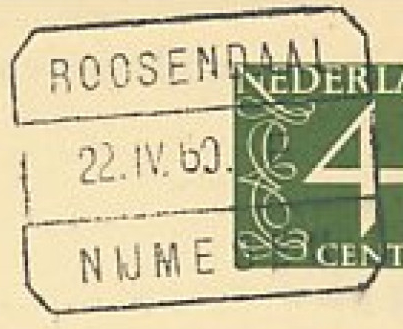 ROOSENDAAL
NEDERLA
22.IV.60.
4
NIJME
CENT